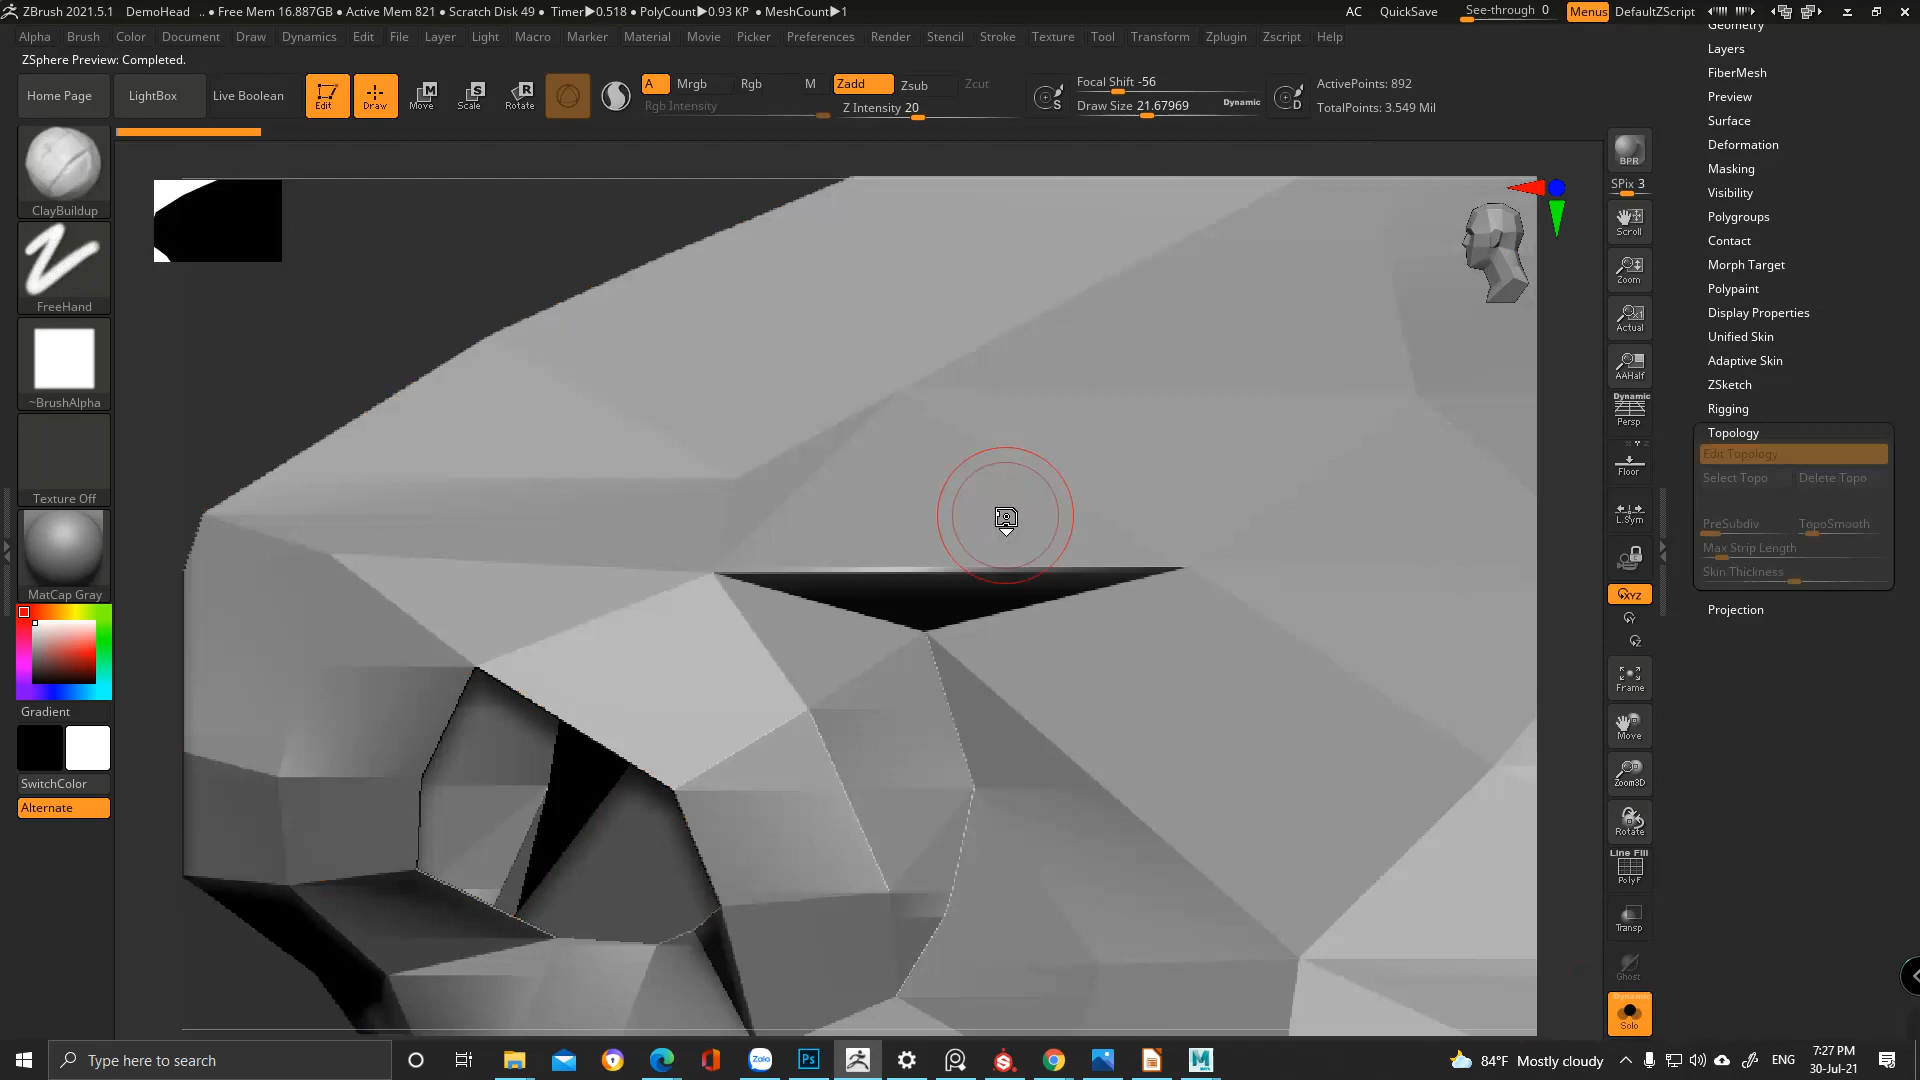 ZBrush 2021.5.1 DemoHead .. • Free Mem 16.887GB • Active Mem 821 • Scratch Disk 49 • Timer▶0.518 • PolyCount▶0.93 KP • MeshCount▶1 AC QuickSave See-through 0 Menus DefaultZScript
Alpha Brush Color Document Draw Dynamics Edit File Layer Light Macro Marker Material Movie Picker Preferences Render Stencil Stroke Texture Tool Transform Zplugin Zscript Help
ZSphere Preview: Completed.
Home Page LightBox Live Boolean Edit Draw Move Scale Rotate
A Mrgb Rgb M Zadd Zsub Zcut
Rgb Intensity Z Intensity 20
Focal Shift -56
Draw Size 21.67969 Dynamic
ActivePoints: 892
TotalPoints: 3.549 Mil
ClayBuildup
FreeHand
~BrushAlpha
Texture Off
MatCap Gray
Gradient
SwitchColor
Alternate
BPR
SPix 3
Scroll
Zoom
Actual
AAHalf
Dynamic
Persp
Floor
L.Sym
XYZ
Y
Z
Frame
Move
Zoom3D
Rotate
Line Fill
PolyF
Transp
Ghost
Dynamic
Solo
Geometry
Layers
FiberMesh
Preview
Surface
Deformation
Masking
Visibility
Polygroups
Contact
Morph Target
Polypaint
Display Properties
Unified Skin
Adaptive Skin
ZSketch
Rigging
Topology
Edit Topology
Select Topo Delete Topo
PreSubdiv TopoSmooth
Max Strip Length
Skin Thickness
Projection
Type here to search
84°F Mostly cloudy
ENG
7:27 PM
30-Jul-21